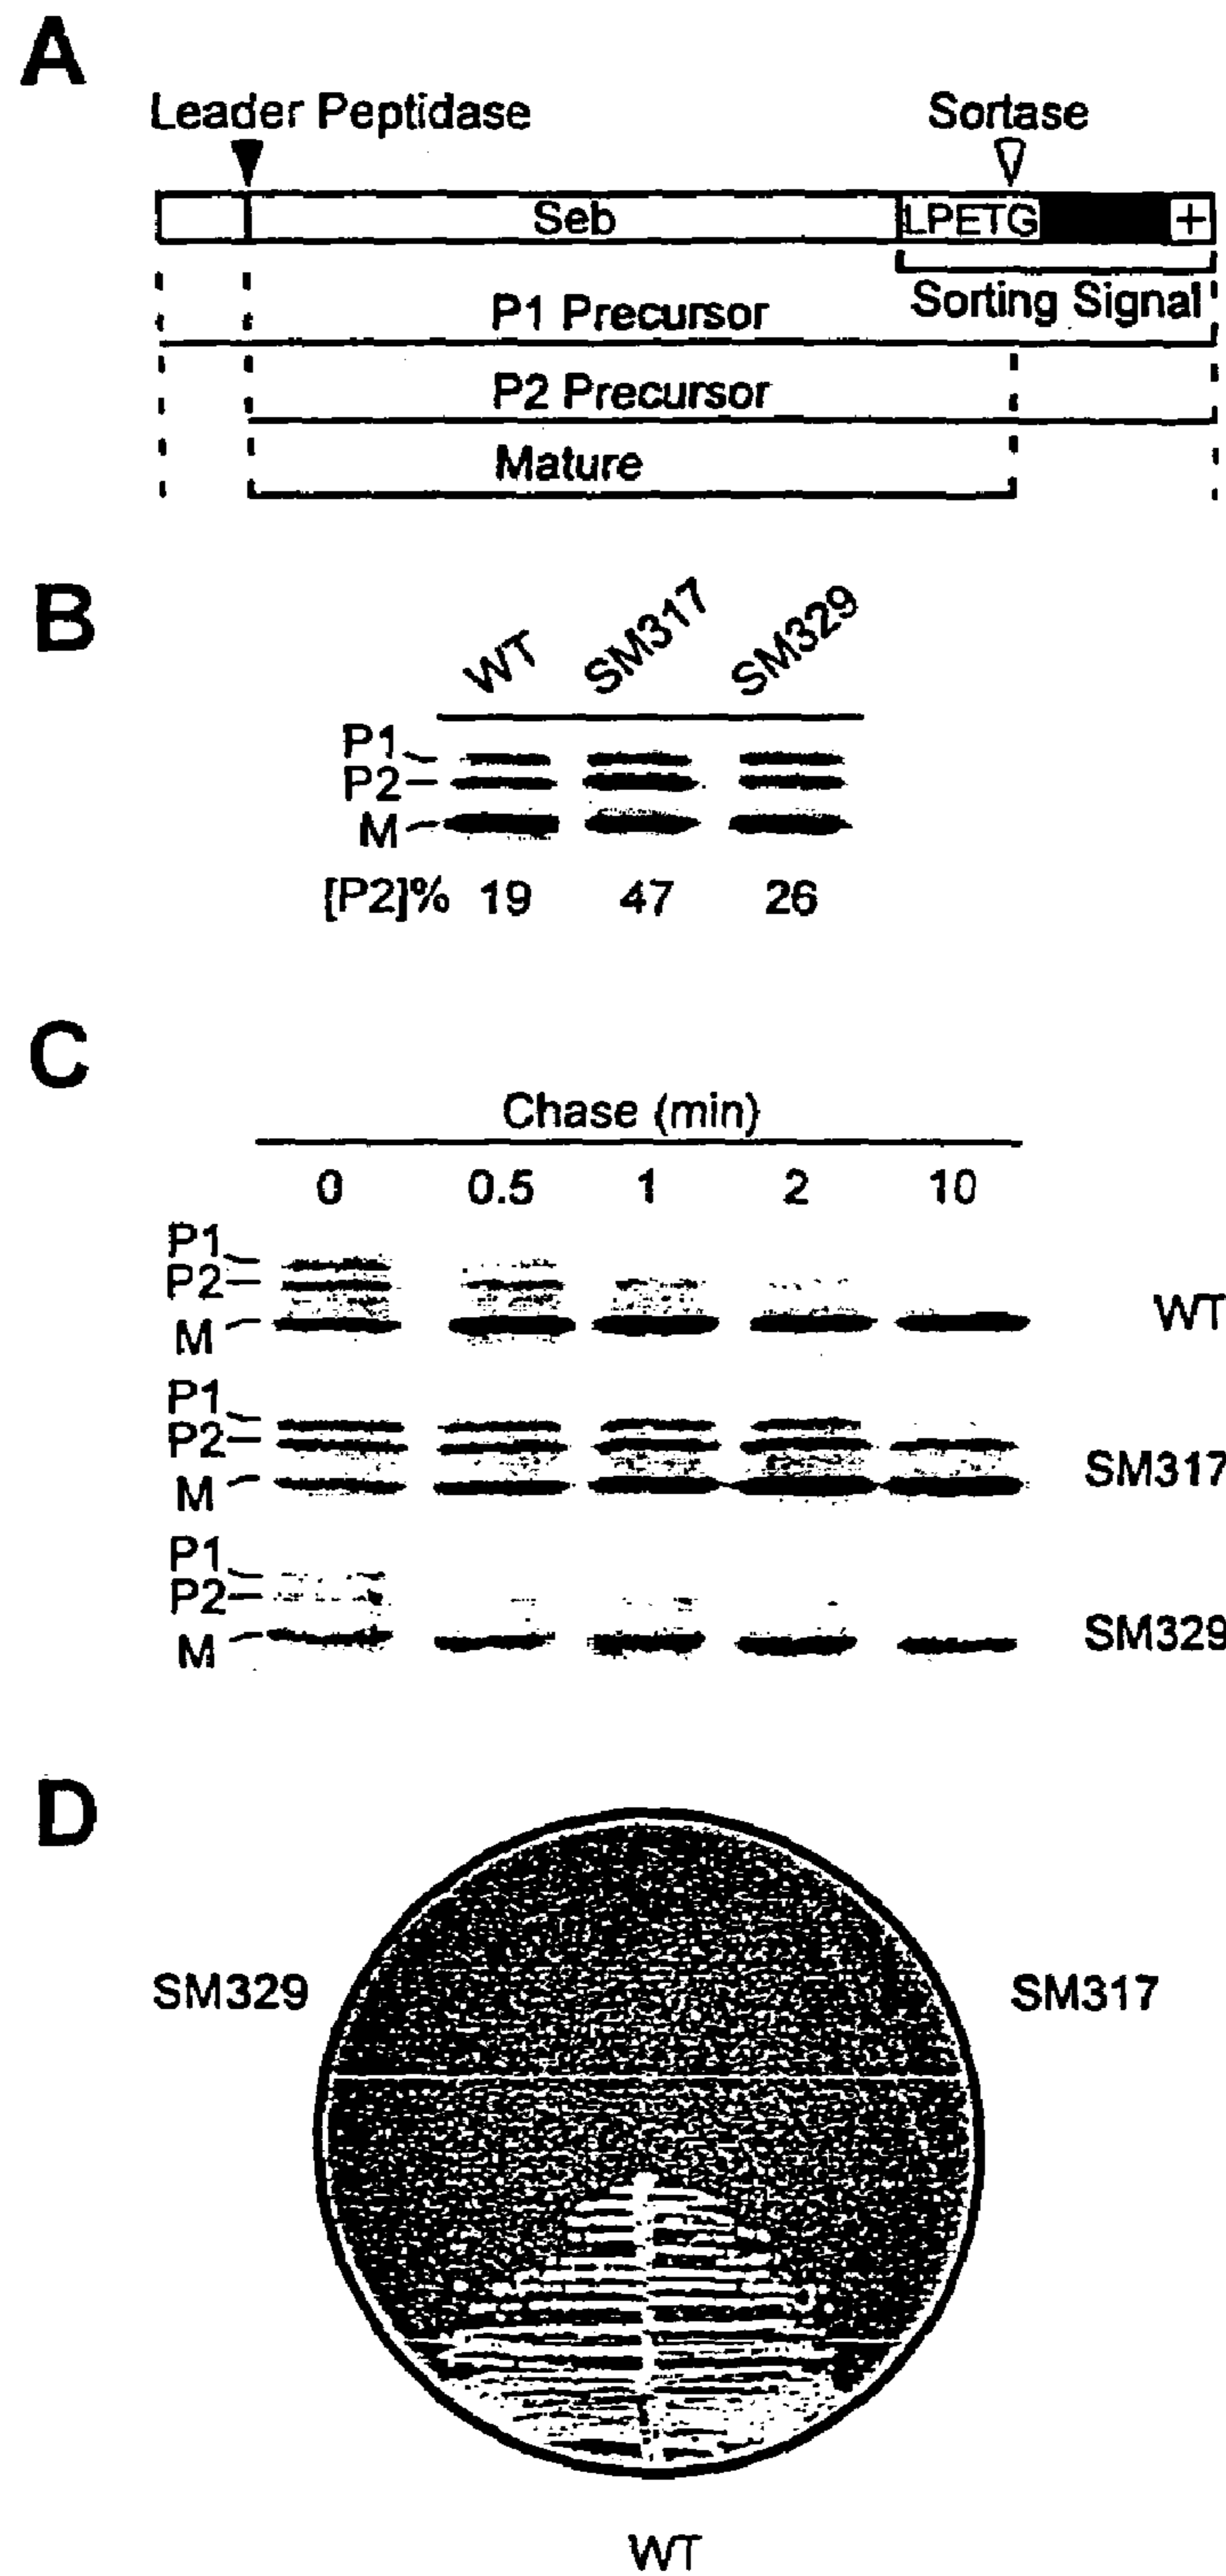 A
Leader Peptidase Sortase
Seb LPETG +
Sorting Signal
P1 Precursor
P2 Precursor
Mature
B
WT SM317 SM329
P1
P2
M
[P2]% 19 47 26
C
Chase (min)
0 0.5 1 2 10
P1
P2
M
WT
P1
P2
M
SM317
P1
P2
M
SM329
D
SM329 SM317
WT